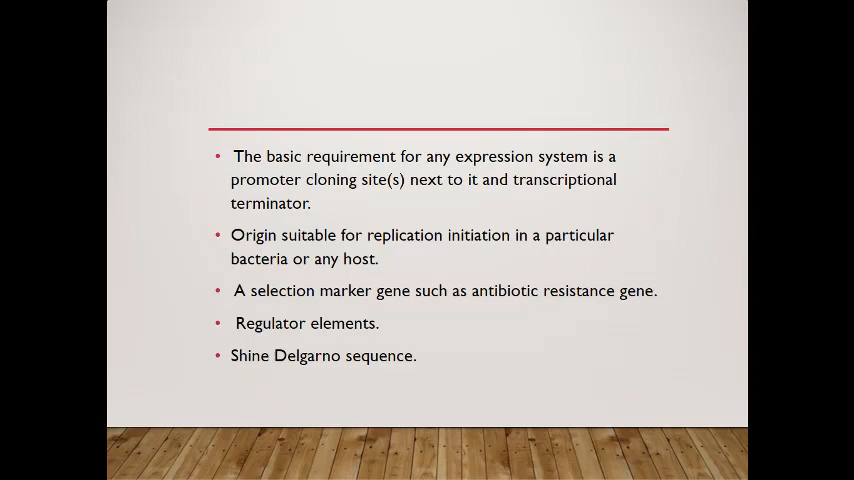 • The basic requirement for any expression system is a
promoter cloning site(s) next to it and transcriptional
terminator.
• Origin suitable for replication initiation in a particular
bacteria or any host.
• A selection marker gene such as antibiotic resistance gene.
• Regulator elements.
• Shine Delgarno sequence.